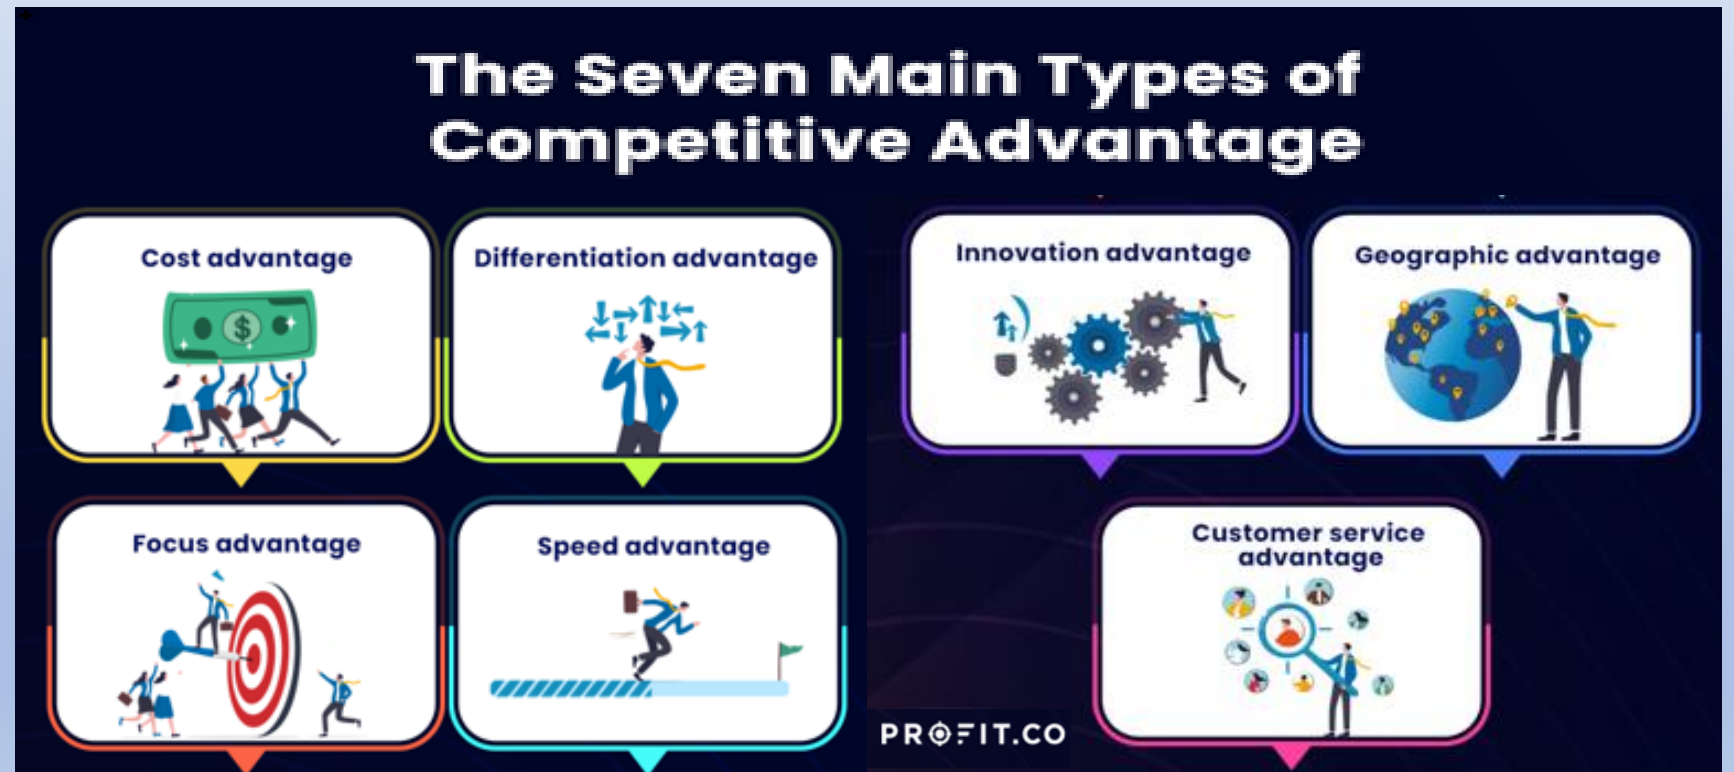 The Seven Main Types of
Competitive Advantage
Cost advantage
Differentiation advantage
Innovation advantage
Geographic advantage
$
Focus advantage
Speed advantage
Customer service
advantage
PROFIT.CO